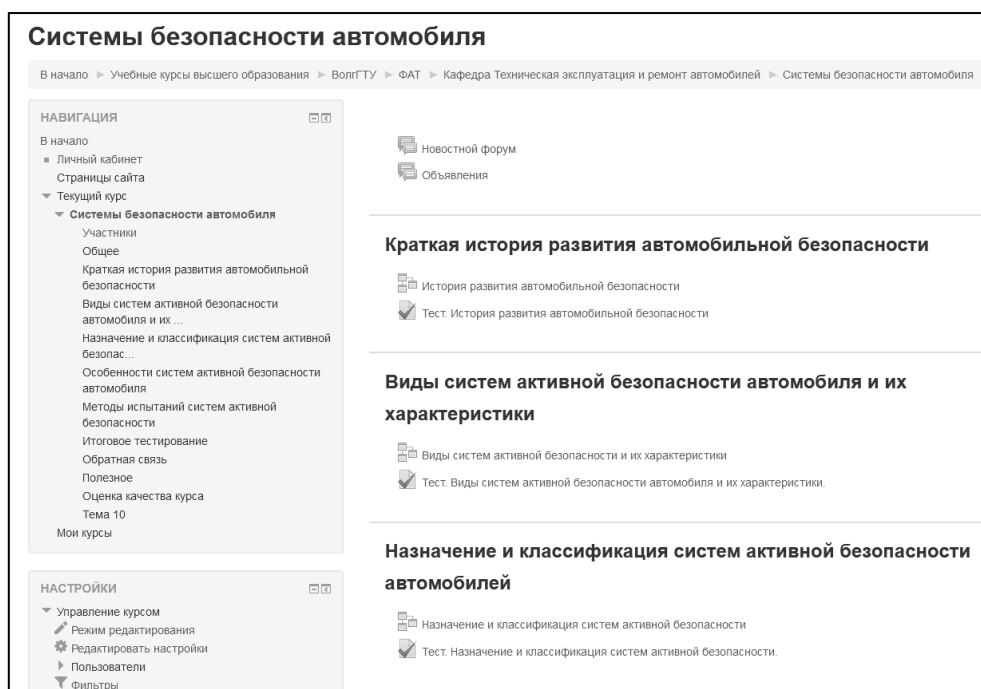 Системы безопасности автомобиля
В начало ▶ Учебные курсы высшего образования ▶ ВолгГТУ ▶ ФАТ ▶ Кафедра Техническая эксплуатация и ремонт автомобилей ▶ Системы безопасности автомобиля
НАВИГАЦИЯ
В начало
Личный кабинет
Страницы сайта
Текущий курс
Системы безопасности автомобиля
Участники
Общее
Краткая история развития автомобильной
безопасности
Виды систем активной безопасности
автомобиля и их ...
Назначение и классификация систем активной
безопас...
Особенности систем активной безопасности
автомобиля
Методы испытаний систем активной
безопасности
Итоговое тестирование
Обратная связь
Полезное
Оценка качества курса
Тема 10
Мои курсы
НАСТРОЙКИ
Управление курсом
Режим редактирования
Редактировать настройки
Пользователи
Фильтры
Новостной форум
Объявления
Краткая история развития автомобильной безопасности
История развития автомобильной безопасности
Тест. История развития автомобильной безопасности
Виды систем активной безопасности автомобиля и их
характеристики
Виды систем активной безопасности и их характеристики
Тест. Виды систем активной безопасности автомобиля и их характеристики.
Назначение и классификация систем активной безопасности
автомобилей
Назначение и классификация систем активной безопасности
Тест. Назначение и классификация систем активной безопасности.